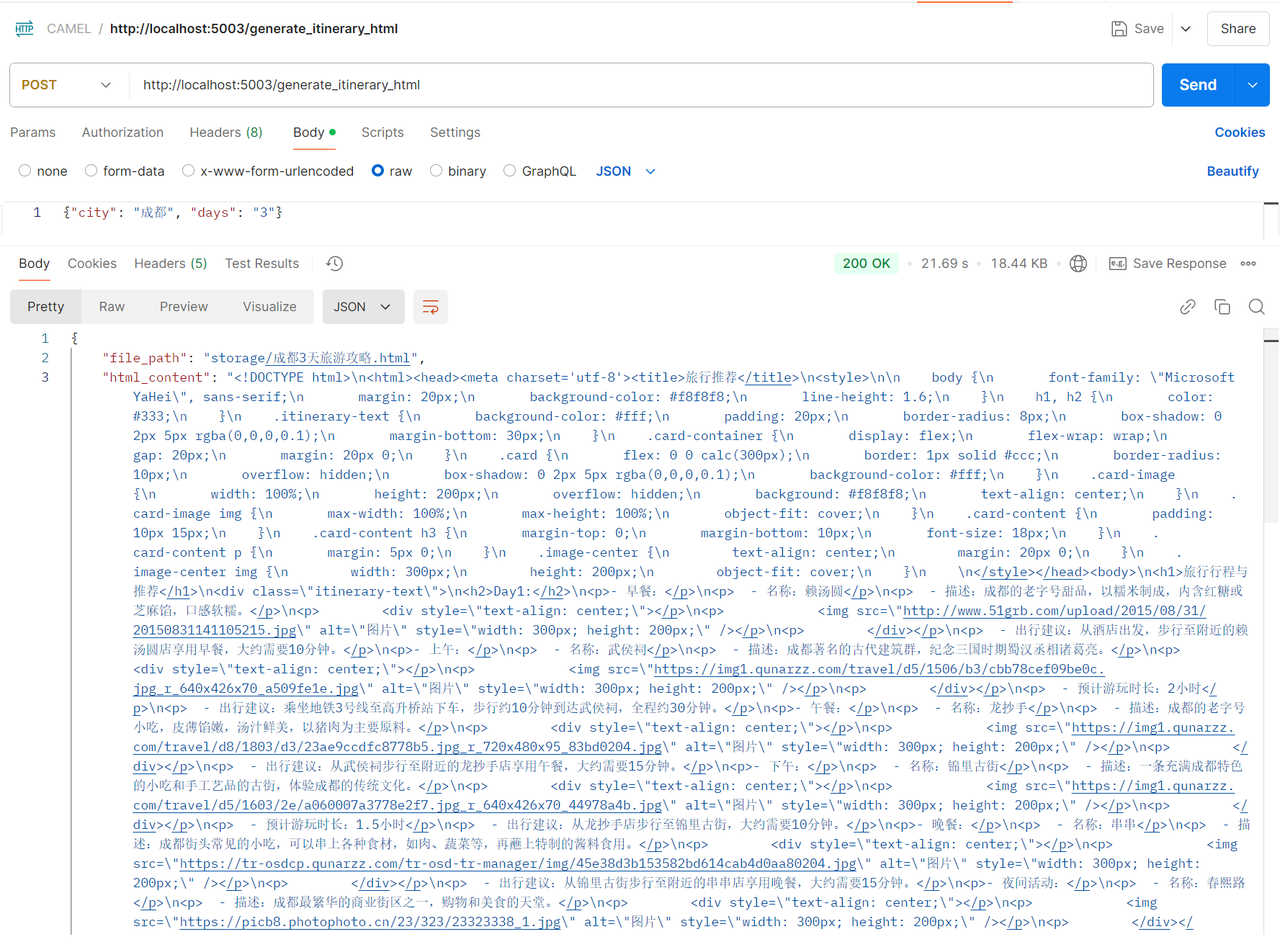 HTTP CAMEL / http://localhost:5003/generate_itinerary_html Save Share
POST http://localhost:5003/generate_itinerary_html Send
Params Authorization Headers (8) Body Scripts Settings Cookies
none form-data x-www-form-urlencoded raw binary GraphQL JSON Beautify
1 {"city": "成都", "days": "3"}
Body Cookies Headers (5) Test Results 200 OK 21.69 s 18.44 KB e.g. Save Response
Pretty Raw Preview Visualize JSON
1 {
2 "file_path": "storage/成都3天旅游攻略.html",
3 "html_content": "<!DOCTYPE html>\n<html><head><meta charset='utf-8'><title>旅行推荐</title>\n<style>\n\n    body {\n        font-family: \"Microsoft
YaHei\", sans-serif;\n        margin: 20px;\n        background-color: #f8f8f8;\n        line-height: 1.6;\n    }\n    h1, h2 {\n        color:
#333;\n    }\n    .itinerary-text {\n        background-color: #fff;\n        padding: 20px;\n        border-radius: 8px;\n        box-shadow: 0
2px 5px rgba(0,0,0,0.1);\n        margin-bottom: 30px;\n    }\n    .card-container {\n        display: flex;\n        flex-wrap: wrap;\n
gap: 20px;\n        margin: 20px 0;\n    }\n    .card {\n        flex: 0 0 calc(300px);\n        border: 1px solid #ccc;\n        border-radius:
10px;\n        overflow: hidden;\n        box-shadow: 0 2px 5px rgba(0,0,0,0.1);\n        background-color: #fff;\n    }\n    .card-image
{\n        width: 100%;\n        height: 200px;\n        overflow: hidden;\n        background: #f8f8f8;\n        text-align: center;\n    }\n    .
card-image img {\n        max-width: 100%;\n        max-height: 100%;\n        object-fit: cover;\n    }\n    .card-content {\n        padding:
10px 15px;\n    }\n    .card-content h3 {\n        margin-top: 0;\n        margin-bottom: 10px;\n        font-size: 18px;\n    }\n    .
card-content p {\n        margin: 5px 0;\n    }\n    .image-center {\n        text-align: center;\n        margin: 20px 0;\n    }\n    .
image-center img {\n        width: 300px;\n        height: 200px;\n        object-fit: cover;\n    }\n    \n</style></head><body>\n<h1>旅行行程与
推荐</h1>\n<div class=\"itinerary-text\">\n<h2>Day1:</h2>\n<p>- 早餐: </p>\n<p>  - 名称: 赖汤圆</p>\n<p>  - 描述: 成都的老字号甜品，以糯米制成，内含红糖或
芝麻馅，口感软糯。</p>\n<p>        <div style=\"text-align: center;\"></p>\n<p>            <img src=\"http://www.51grb.com/upload/2015/08/31/
20150831141105215.jpg\" alt=\"图片\" style=\"width: 300px; height: 200px;\" /></p>\n<p>        </div></p>\n<p>  - 出行建议: 从酒店出发，步行至附近的赖
汤圆店享用早餐，大约需要10分钟。</p>\n<p>- 上午: </p>\n<p>  - 名称: 武侯祠</p>\n<p>  - 描述: 成都著名的古代建筑群，纪念三国时期蜀汉丞相诸葛亮。</p>\n<p>
<div style=\"text-align: center;\"></p>\n<p>            <img src=\"https://img1.qunarzz.com/travel/d5/1506/b3/cbb78cef09be0c.
jpg_r_640x426x70_a509fe1e.jpg\" alt=\"图片\" style=\"width: 300px; height: 200px;\" /></p>\n<p>        </div></p>\n<p>  - 预计游玩时长: 2小时</
p>\n<p>  - 出行建议: 乘坐地铁3号线至高升桥站下车，步行约10分钟到达武侯祠，全程约30分钟。</p>\n<p>- 午餐: </p>\n<p>  - 名称: 龙抄手</p>\n<p>  - 描述: 成都的老字号
小吃，皮薄馅嫩，汤汁鲜美，以猪肉为主要原料。</p>\n<p>        <div style=\"text-align: center;\"></p>\n<p>            <img src=\"https://img1.qunarzz.
com/travel/d8/1803/d3/23ae9ccdfc8778b5.jpg_r_720x480x95_83bd0204.jpg\" alt=\"图片\" style=\"width: 300px; height: 200px;\" /></p>\n<p>        </
div></p>\n<p>  - 出行建议: 从武侯祠步行至附近的龙抄手店享用午餐，大约需要15分钟。</p>\n<p>- 下午: </p>\n<p>  - 名称: 锦里古街</p>\n<p>  - 描述: 一条充满成都特色
的小吃和手工艺品的古街，体验成都的传统文化。</p>\n<p>        <div style=\"text-align: center;\"></p>\n<p>            <img src=\"https://img1.qunarzz.
com/travel/d5/1603/2e/a060007a3778e2f7.jpg_r_640x426x70_44978a4b.jpg\" alt=\"图片\" style=\"width: 300px; height: 200px;\" /></p>\n<p>        </
div></p>\n<p>  - 预计游玩时长: 1.5小时</p>\n<p>  - 出行建议: 从龙抄手店步行至锦里古街，大约需要10分钟。</p>\n<p>- 晚餐: </p>\n<p>  - 名称: 串串</p>\n<p>  - 描
述: 成都街头常见的小吃，可以串上各种食材，如肉、蔬菜等，再蘸上特制的酱料食用。</p>\n<p>        <div style=\"text-align: center;\"></p>\n<p>            <img
src=\"https://tr-osdcp.qunarzz.com/tr-osd-tr-manager/img/45e38d3b153582bd614cab4d0aa80204.jpg\" alt=\"图片\" style=\"width: 300px; height:
200px;\" /></p>\n<p>        </div></p>\n<p>  - 出行建议: 从锦里古街步行至附近的串串店享用晚餐，大约需要15分钟。</p>\n<p>- 夜间活动: </p>\n<p>  - 名称: 春熙路
</p>\n<p>  - 描述: 成都最繁华的商业街区之一，购物和美食的天堂。</p>\n<p>        <div style=\"text-align: center;\"></p>\n<p>            <img
src=\"https://picb8.photophoto.cn/23/323/23323338_1.jpg\" alt=\"图片\" style=\"width: 300px; height: 200px;\" /></p>\n<p>        </div></